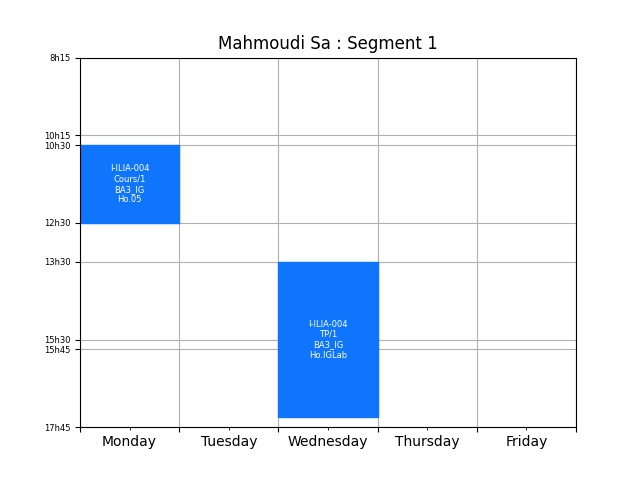 Mahmoudi Sa : Segment 1
8h15
10h15
10h30
I-ILIA-004
Cours/1
BA3_IG
Ho.05
12h30
13h30
I-ILIA-004
TP/1
BA3_IG
Ho.IGLab
15h30
15h45
17h45
Monday Tuesday Wednesday Thursday Friday